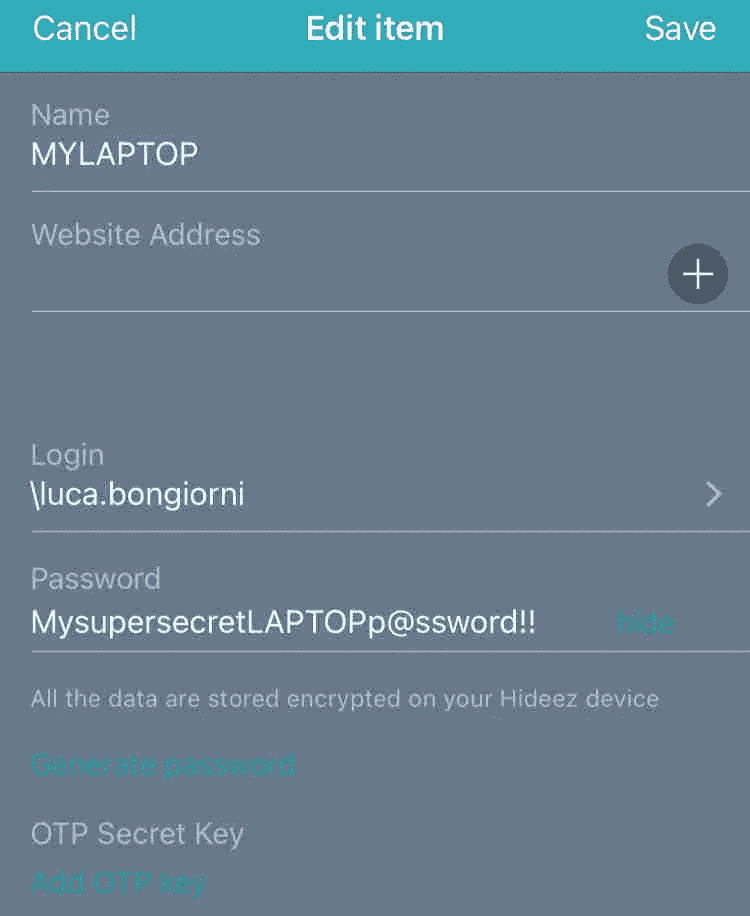 Cancel Edit item Save
Name
MYLAPTOP
Website Address
Login
\luca.bongiorni
Password
MysupersecretLAPTOPp@ssword!! hide
All the data are stored encrypted on your Hideez device
Generate password
OTP Secret Key
Add OTP key